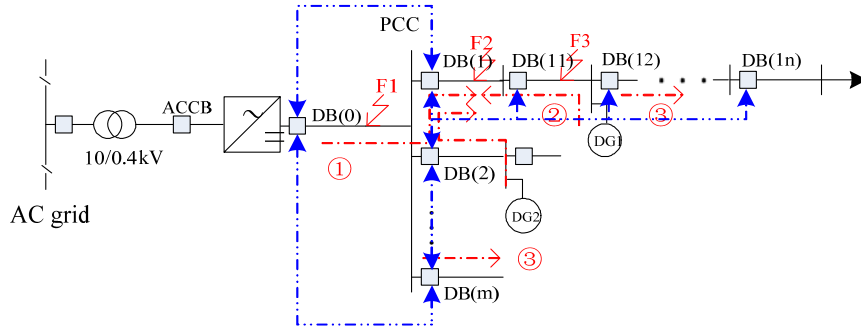 PCC
F1
F2
F3
DB(1)
DB(11)
DB(12)
DB(1n)
ACCB
DB(0)
10/0.4kV
①
②
③
DG1
DB(2)
DG2
AC grid
③
DB(m)